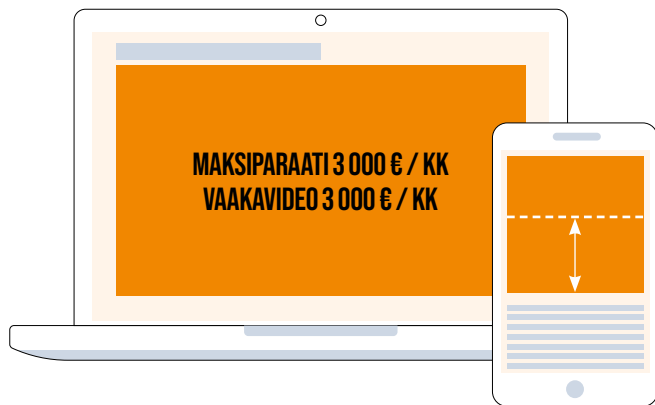 MAKSIPARAATI 3 000 € / KK
VAAKAVIDEO 3 000 € / KK